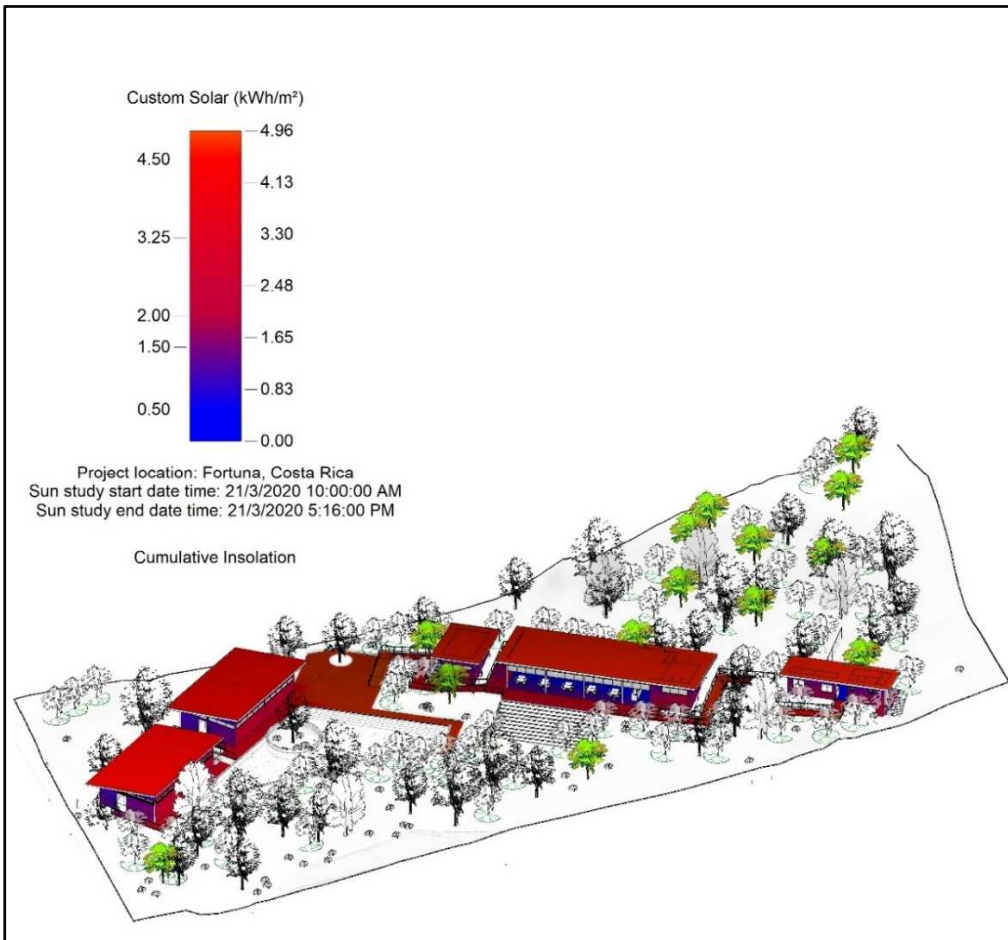 Custom Solar (kWh/m²)
4.96
4.50
4.13
3.25
3.30
2.48
2.00
1.65
1.50
0.83
0.50
0.00
Project location: Fortuna, Costa Rica
Sun study start date time: 21/3/2020 10:00:00 AM
Sun study end date time: 21/3/2020 5:16:00 PM
Cumulative Insolation